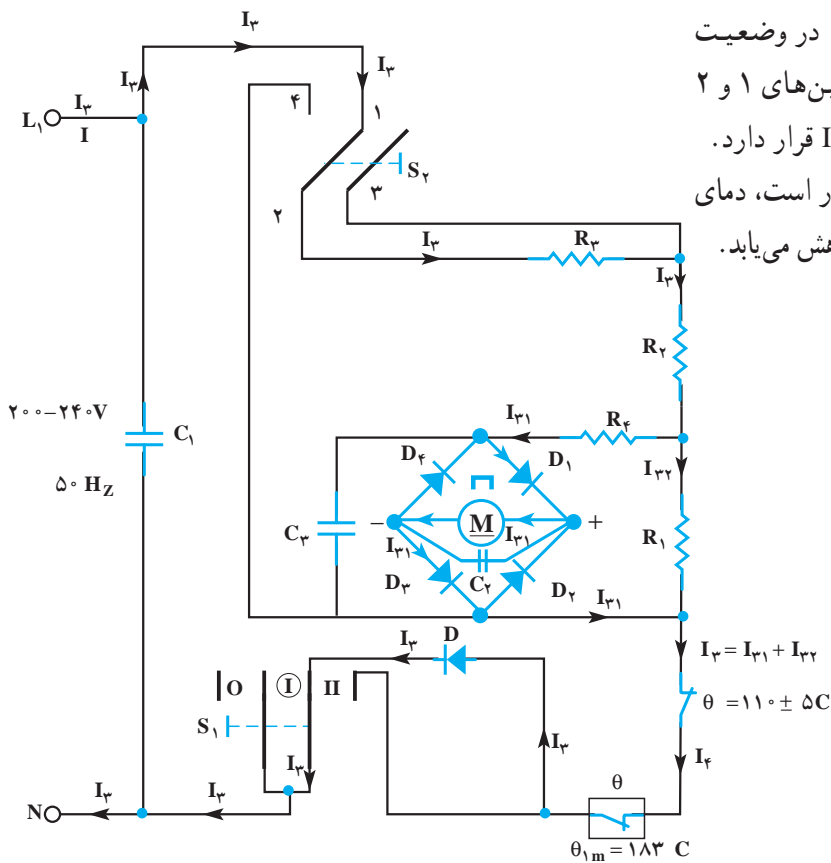 در وضعیت
ین‌های ۱ و ۲
I قرار دارد.
ر است، دمای
هش می‌یابد.
I۳
I۳
I۳
I۳
L۱
I۳
I
۴
۱
S۲
۲
۳
I۳
R۳
I۳
R۲
۲۰۰–۲۴۰V
C۱
۵۰ HZ
I۳۱
R۴
D۴
D۱
I۳۲
C۳
–
M
+
I۳۱
I۳۱
R۱
D۳
C۲
D۲
I۳۱
I۳ = I۳۱ + I۳۲
I۳
D
O
I
II
θ = ۱۱۰ ± ۵C
S۱
I۳
I۳
I۴
N
I۳
I۳
θ
θ۱m = ۱۸۳ C